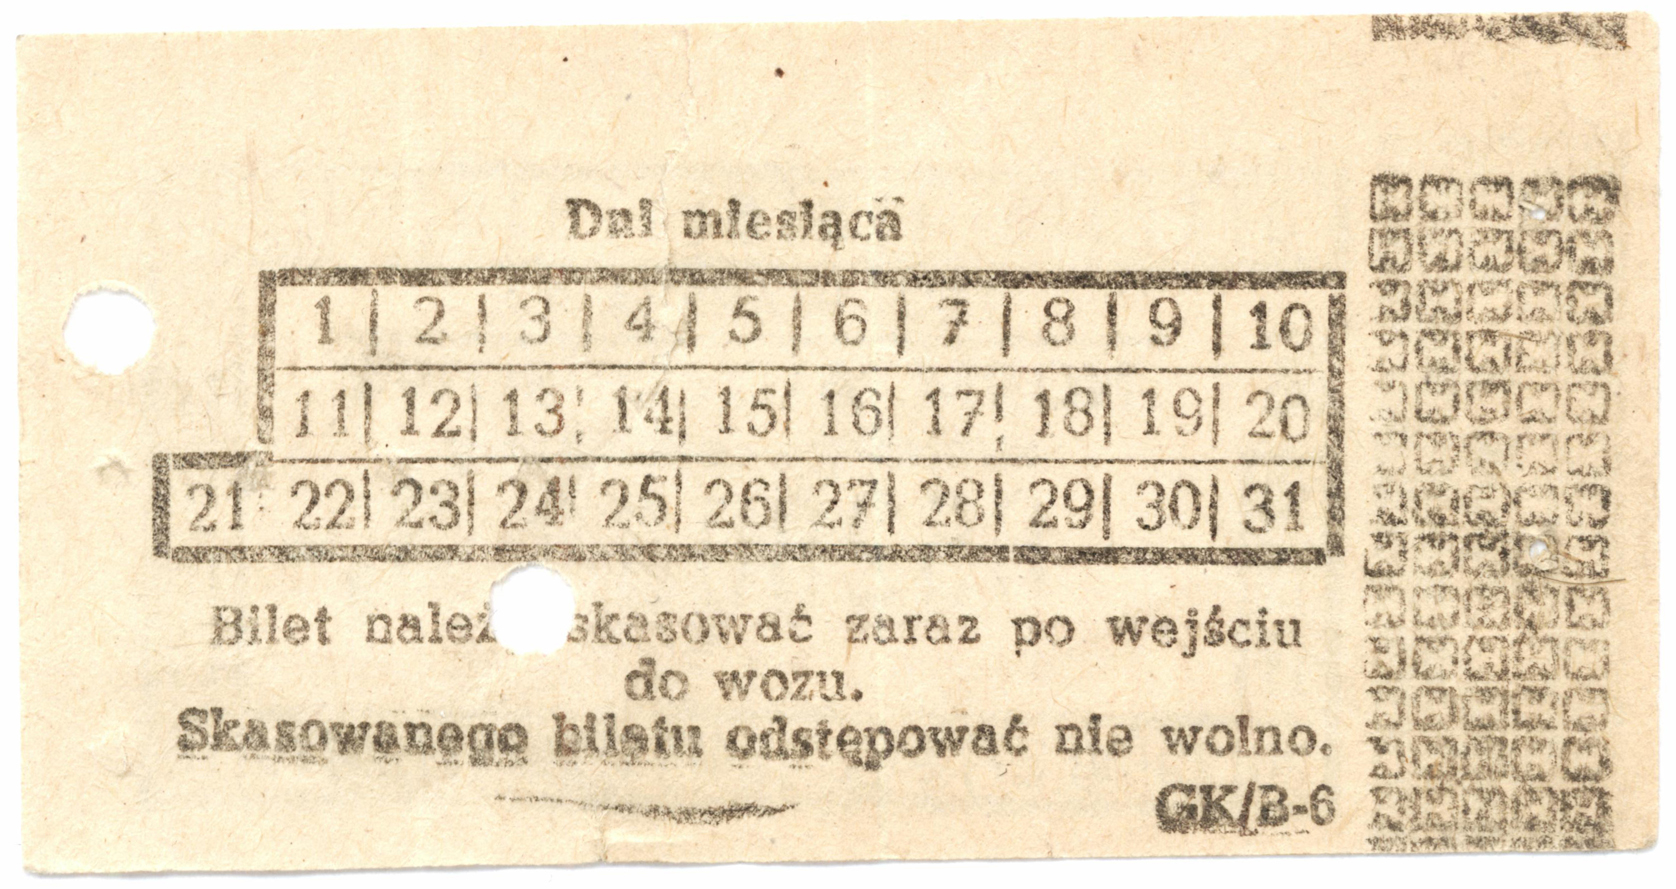 Dni miesiąca
1 | 2 | 3 | 4 | 5 | 6 | 7 | 8 | 9 | 10
11 | 12 | 13 | 14 | 15 | 16 | 17 | 18 | 19 | 20
21 22 | 23 | 24 | 25 | 26 | 27 | 28 | 29 | 30 | 31
Bilet należ skasować zaraz po wejściu
do wozu.
Skasowanego biletu odstępować nie wolno.
GK/B-6